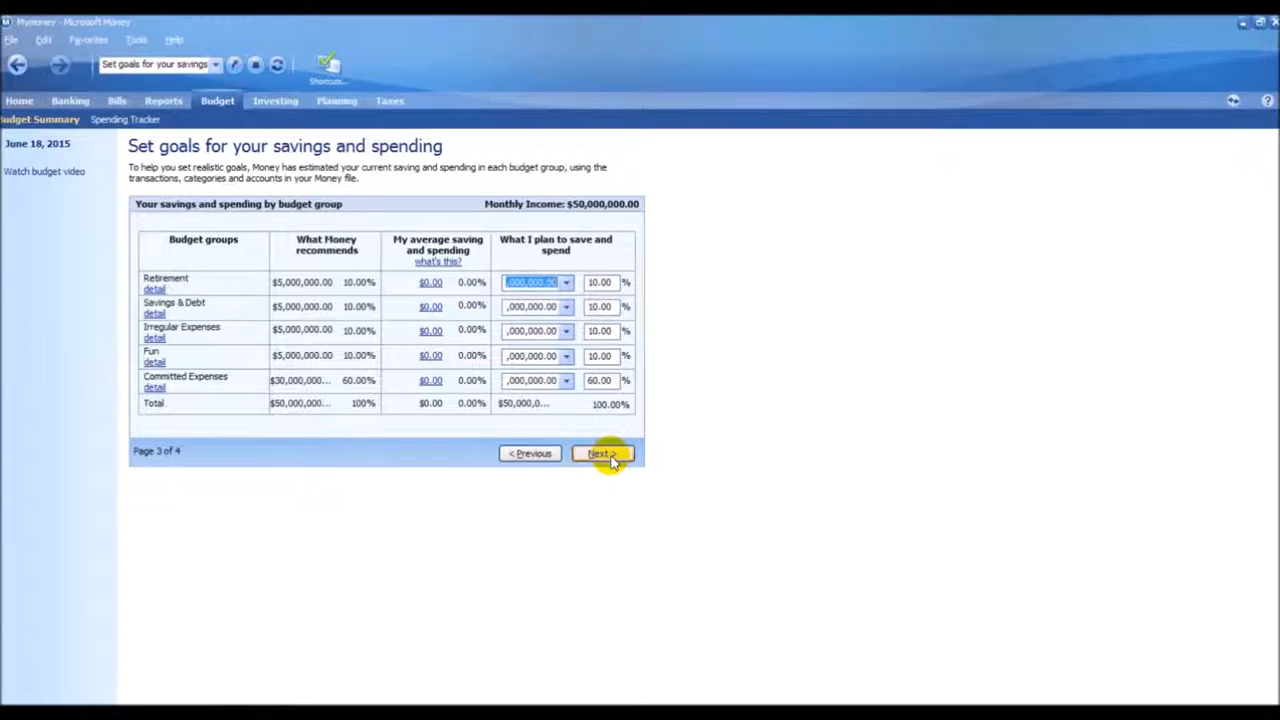 Mymoney - Microsoft Money
File Edit Favorites Tools Help
Set goals for your savings
Shortcuts...
Home Banking Bills Reports Budget Investing Planning Taxes
Budget Summary Spending Tracker
June 18, 2015
Watch budget video
Set goals for your savings and spending
To help you set realistic goals, Money has estimated your current saving and spending in each budget group, using the
transactions, categories and accounts in your Money file.
Your savings and spending by budget group Monthly Income: $50,000,000.00
Budget groups What Money recommends My average saving and spending what's this? What I plan to save and spend
Retirement $5,000,000.00 10.00% $0.00 0.00% ,000,000.00 10.00 %
detail
Savings & Debt $5,000,000.00 10.00% $0.00 0.00% ,000,000.00 10.00 %
detail
Irregular Expenses $5,000,000.00 10.00% $0.00 0.00% ,000,000.00 10.00 %
detail
Fun $5,000,000.00 10.00% $0.00 0.00% ,000,000.00 10.00 %
detail
Committed Expenses $30,000,000... 60.00% $0.00 0.00% ,000,000.00 60.00 %
detail
Total $50,000,000... 100% $0.00 0.00% $50,000,0... 100.00%
Page 3 of 4 < Previous Next >